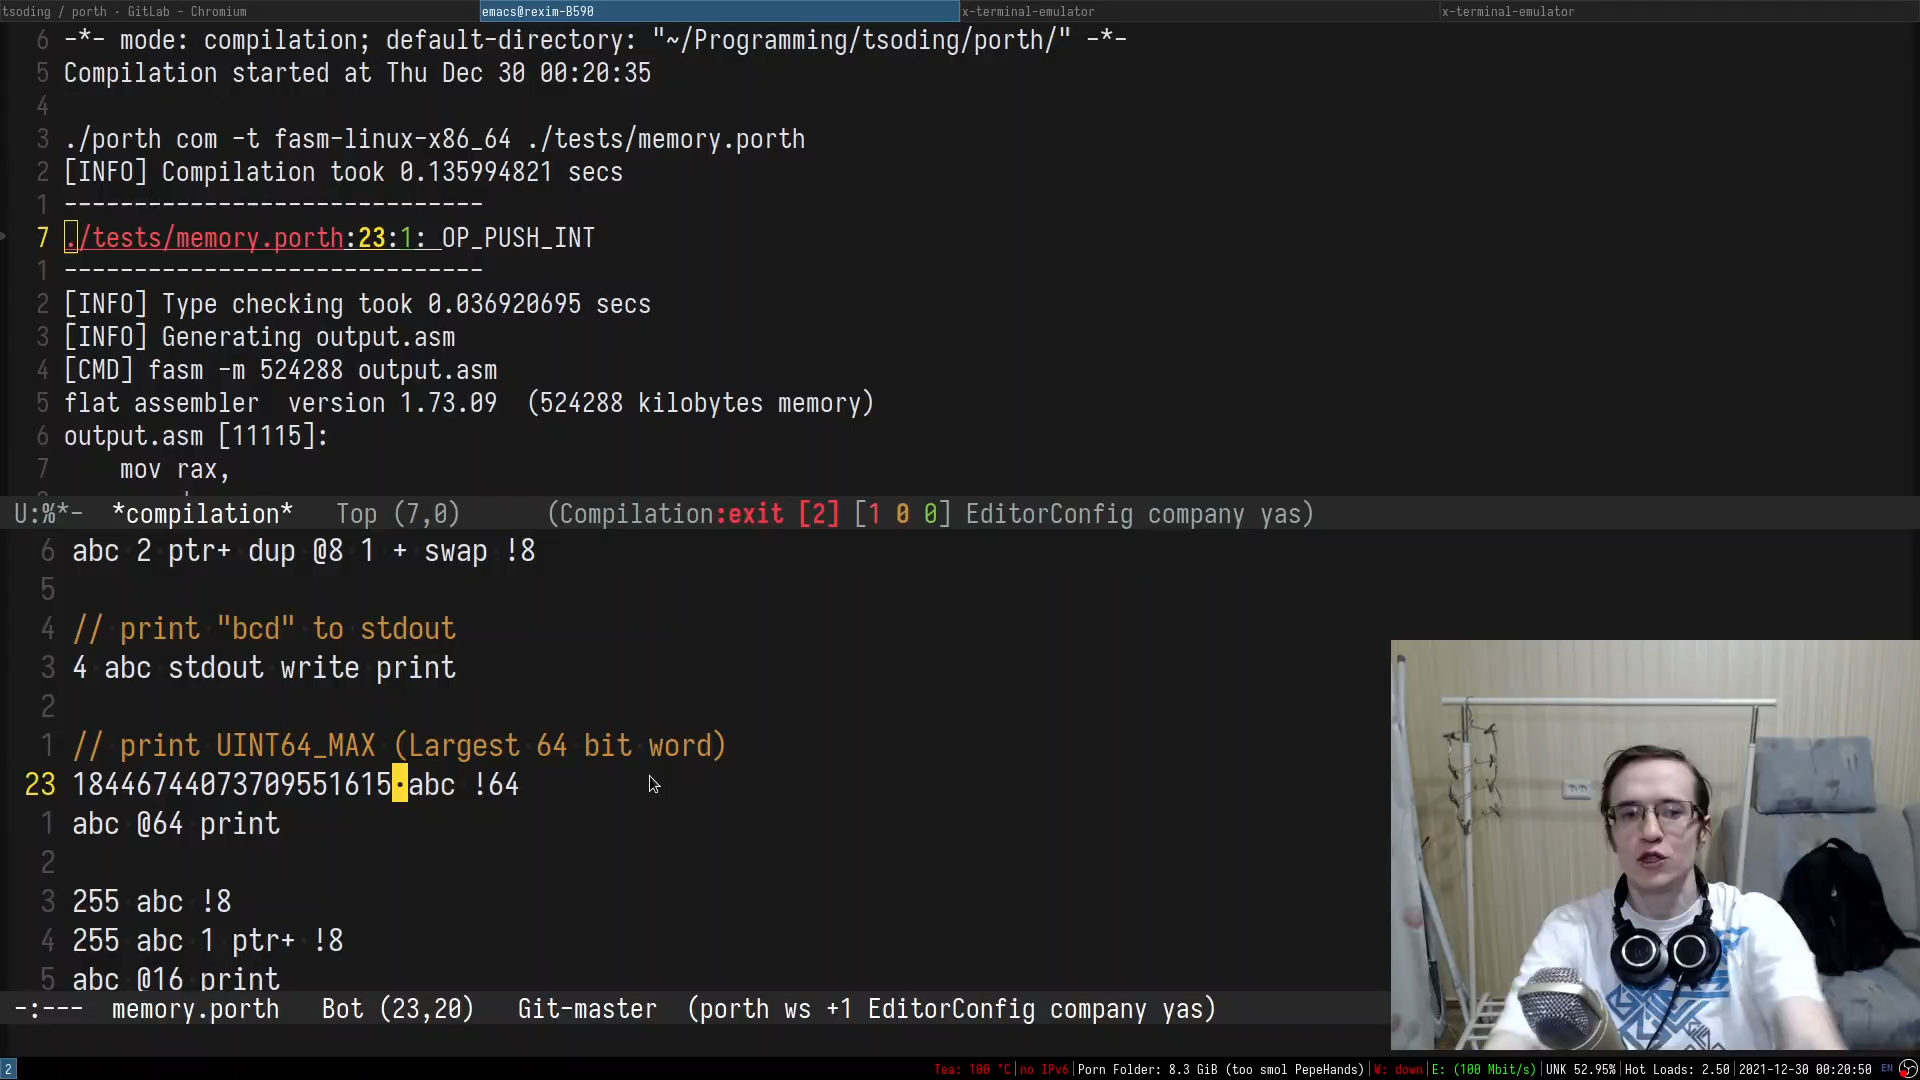 tsoding / porth · GitLab - Chromium
emacs@rexim-B590
x-terminal-emulator
x-terminal-emulator
6 -*- mode: compilation; default-directory: "~/Programming/tsoding/porth/" -*-
5 Compilation started at Thu Dec 30 00:20:35
4
3 ./porth com -t fasm-linux-x86_64 ./tests/memory.porth
2 [INFO] Compilation took 0.135994821 secs
1 ------------------------------
7 ./tests/memory.porth:23:1: OP_PUSH_INT
1 ------------------------------
2 [INFO] Type checking took 0.036920695 secs
3 [INFO] Generating output.asm
4 [CMD] fasm -m 524288 output.asm
5 flat assembler  version 1.73.09  (524288 kilobytes memory)
6 output.asm [11115]:
7     mov rax,
U:%*-  *compilation*   Top (7,0)      (Compilation:exit [2] [1 0 0] EditorConfig company yas)
6 abc 2 ptr+ dup @8 1 + swap !8
5
4 // print "bcd" to stdout
3 4 abc stdout write print
2
1 // print UINT64_MAX (Largest 64 bit word)
23 18446744073709551615·abc !64
1 abc @64 print
2
3 255 abc !8
4 255 abc 1 ptr+ !8
5 abc @16 print
-:---  memory.porth   Bot (23,20)   Git-master  (porth ws +1 EditorConfig company yas)
2
Tea: 100 °C|no IPv6|Porn Folder: 8.3 GiB (too smol PepeHands)|W: down|E: (100 Mbit/s)|UNK 52.95%|Hot Loads: 2.50|2021-12-30 00:20:50 EN